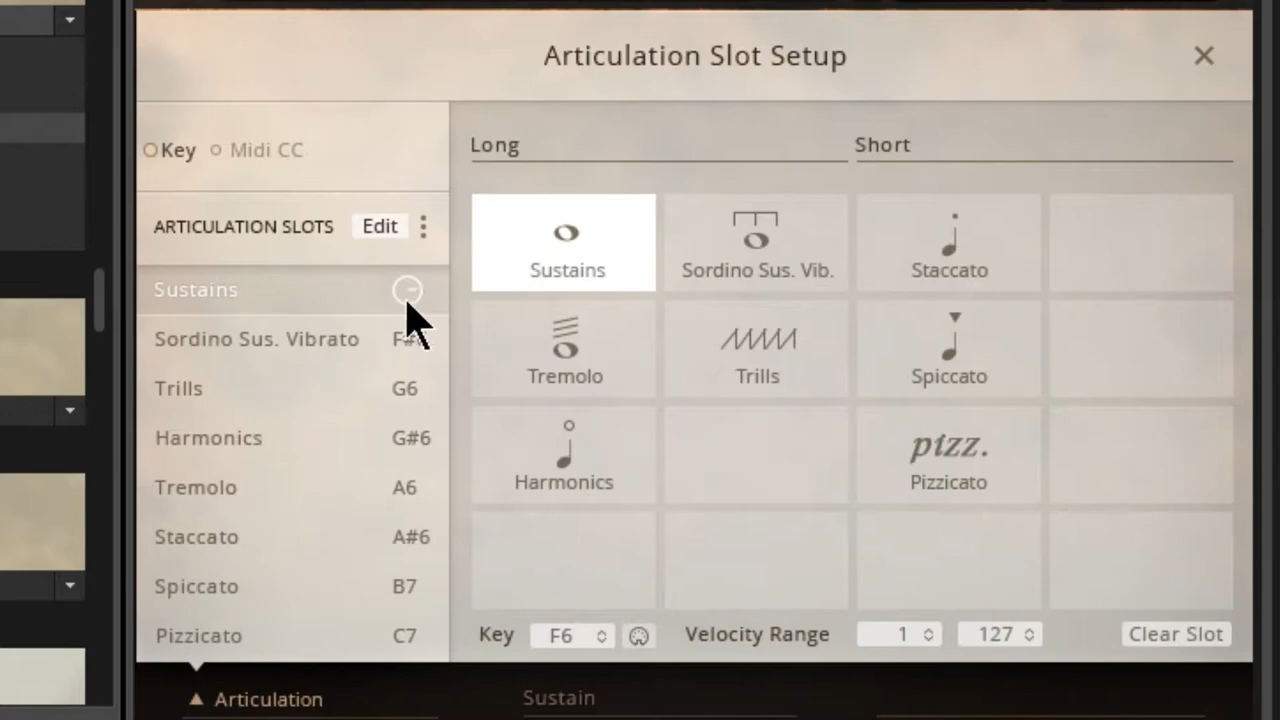 Articulation Slot Setup
Key Midi CC
ARTICULATION SLOTS Edit
Sustains
Sordino Sus. Vibrato
Trills G6
Harmonics G#6
Tremolo A6
Staccato A#6
Spiccato B7
Pizzicato C7
Long Short
Sustains Sordino Sus. Vib. Staccato
Tremolo Trills Spiccato
pizz.
Harmonics Pizzicato
Key F6 Velocity Range 1 127 Clear Slot
Articulation Sustain